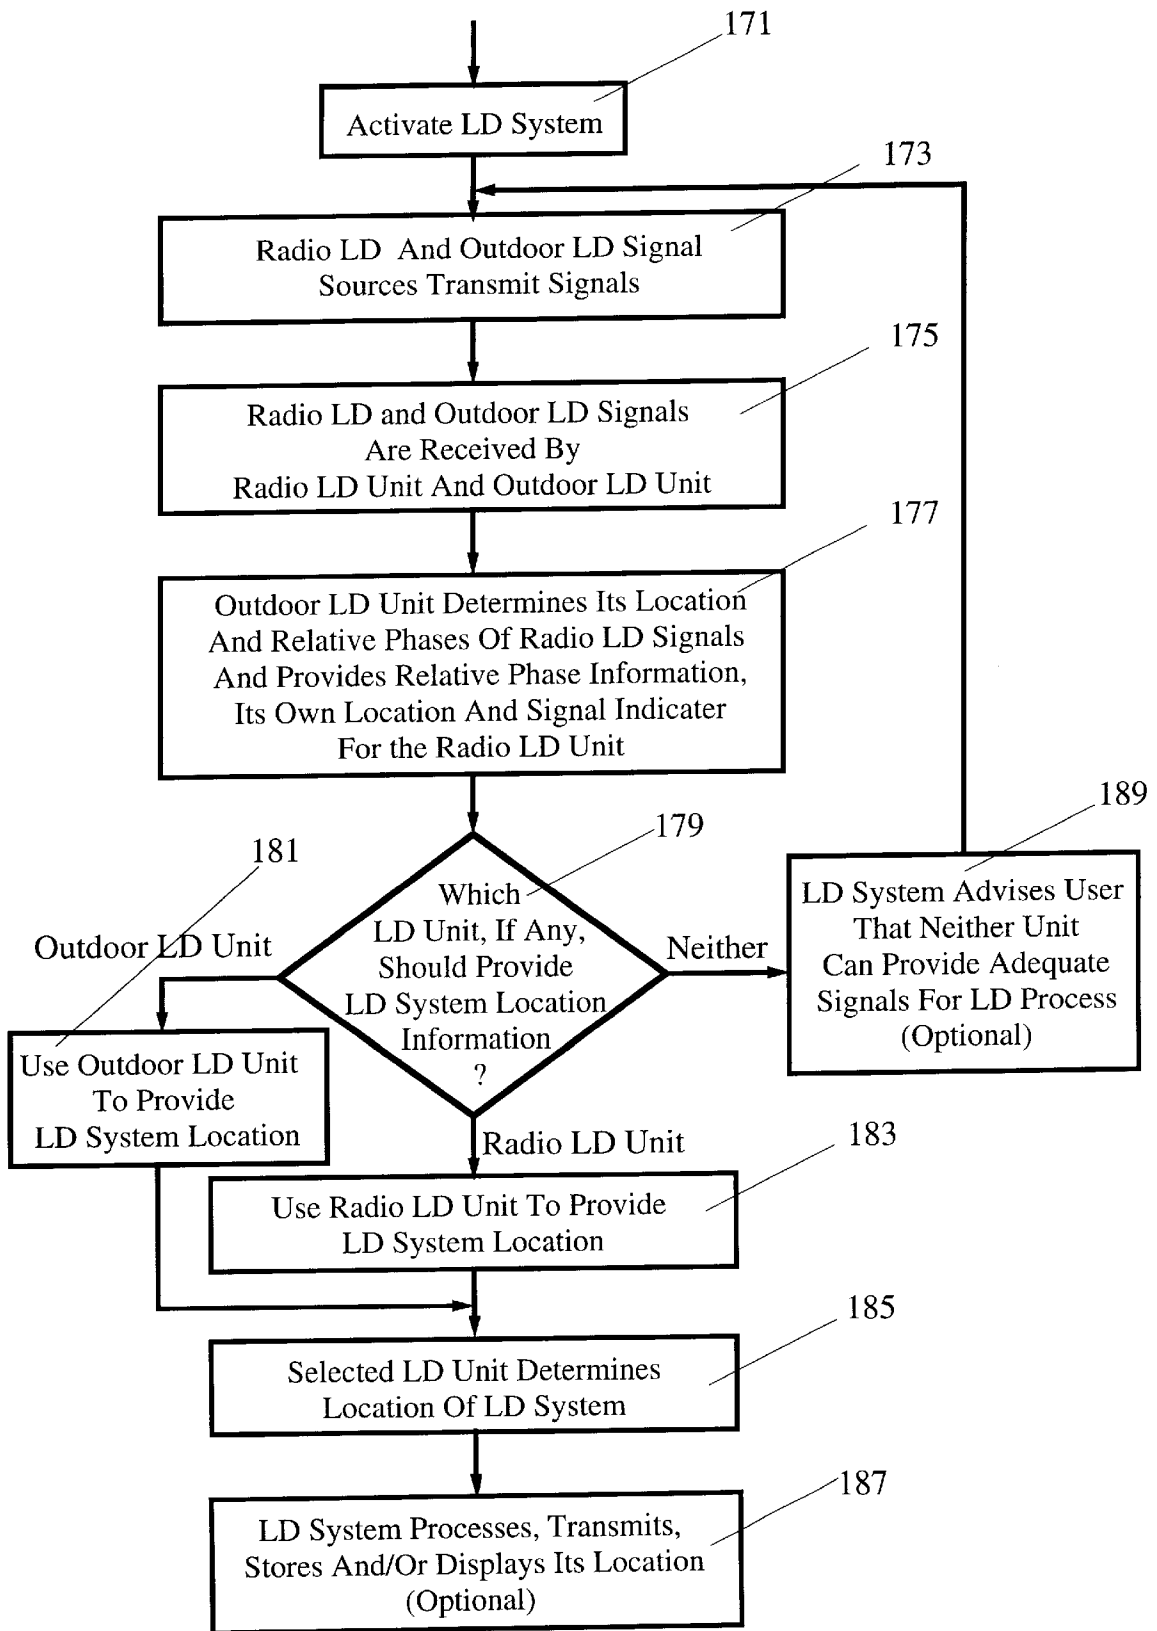 171
Activate LD System
173
Radio LD And Outdoor LD Signal
Sources Transmit Signals
175
Radio LD and Outdoor LD Signals
Are Received By
Radio LD Unit And Outdoor LD Unit
177
Outdoor LD Unit Determines Its Location
And Relative Phases Of Radio LD Signals
And Provides Relative Phase Information,
Its Own Location And Signal Indicater
For the Radio LD Unit
179
Which
LD Unit, If Any,
Should Provide
LD System Location
Information
?
Neither
189
LD System Advises User
That Neither Unit
Can Provide Adequate
Signals For LD Process
(Optional)
181
Outdoor LD Unit
Use Outdoor LD Unit
To Provide
LD System Location
Radio LD Unit
183
Use Radio LD Unit To Provide
LD System Location
185
Selected LD Unit Determines
Location Of LD System
187
LD System Processes, Transmits,
Stores And/Or Displays Its Location
(Optional)